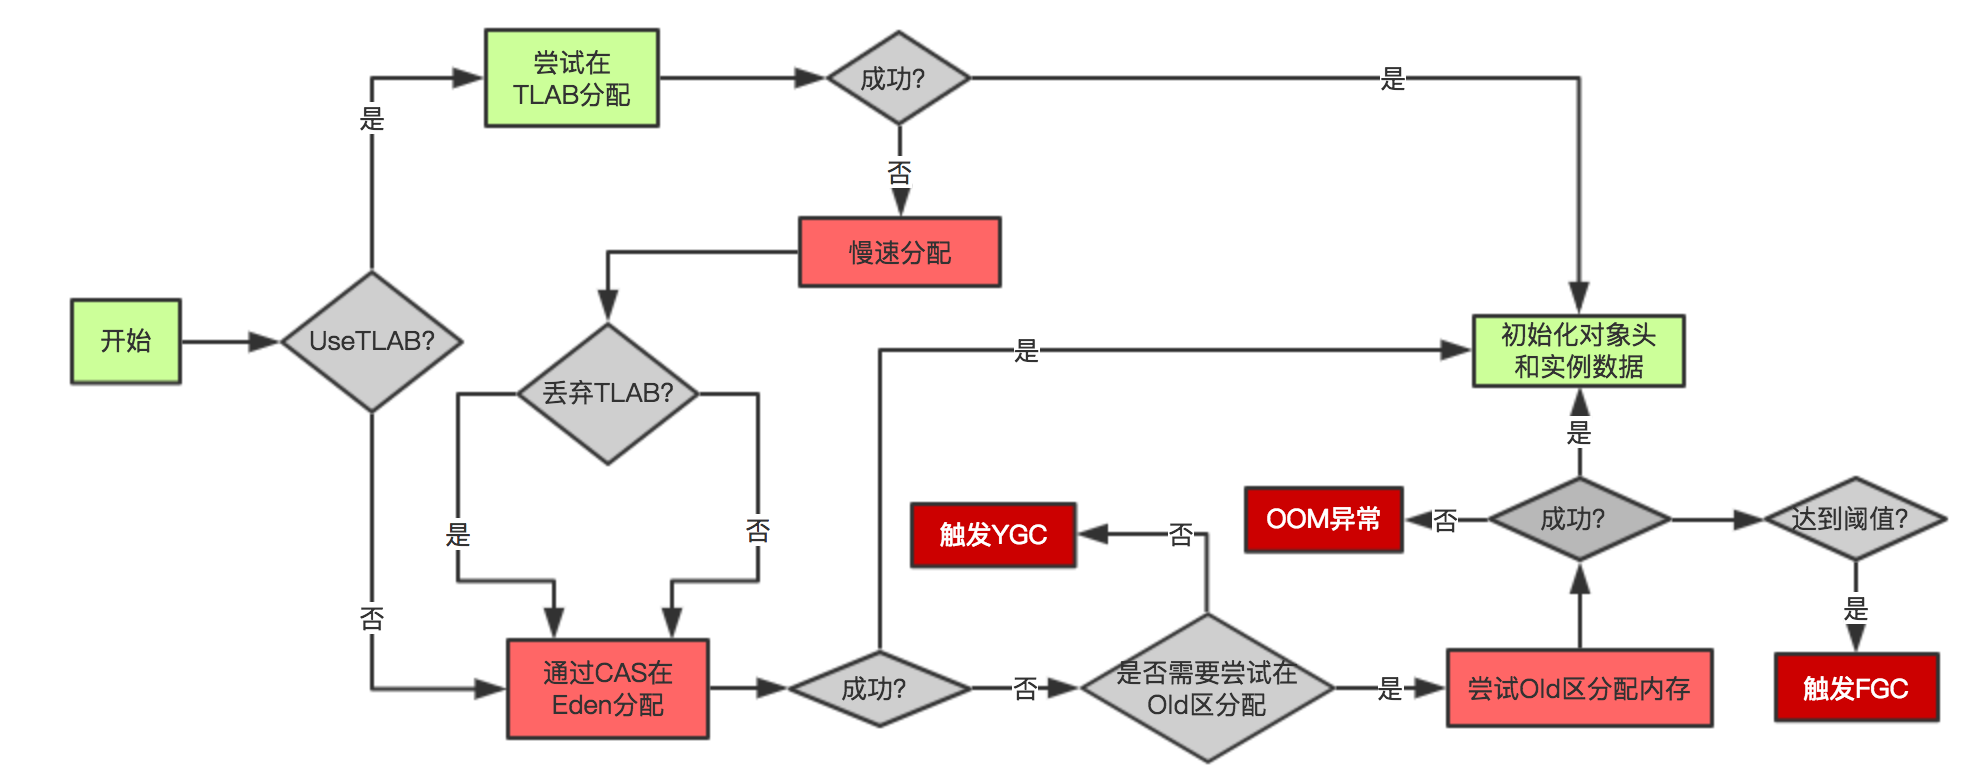 尝试在
TLAB分配
成功?
是
是
否
慢速分配
开始
UseTLAB?
丢弃TLAB?
是
初始化对象头
和实例数据
是
是
否
触发YGC
否
OOM异常
否
成功?
达到阈值?
否
是
通过CAS在
Eden分配
成功?
否
是否需要尝试在
Old区分配
是
尝试Old区分配内存
触发FGC